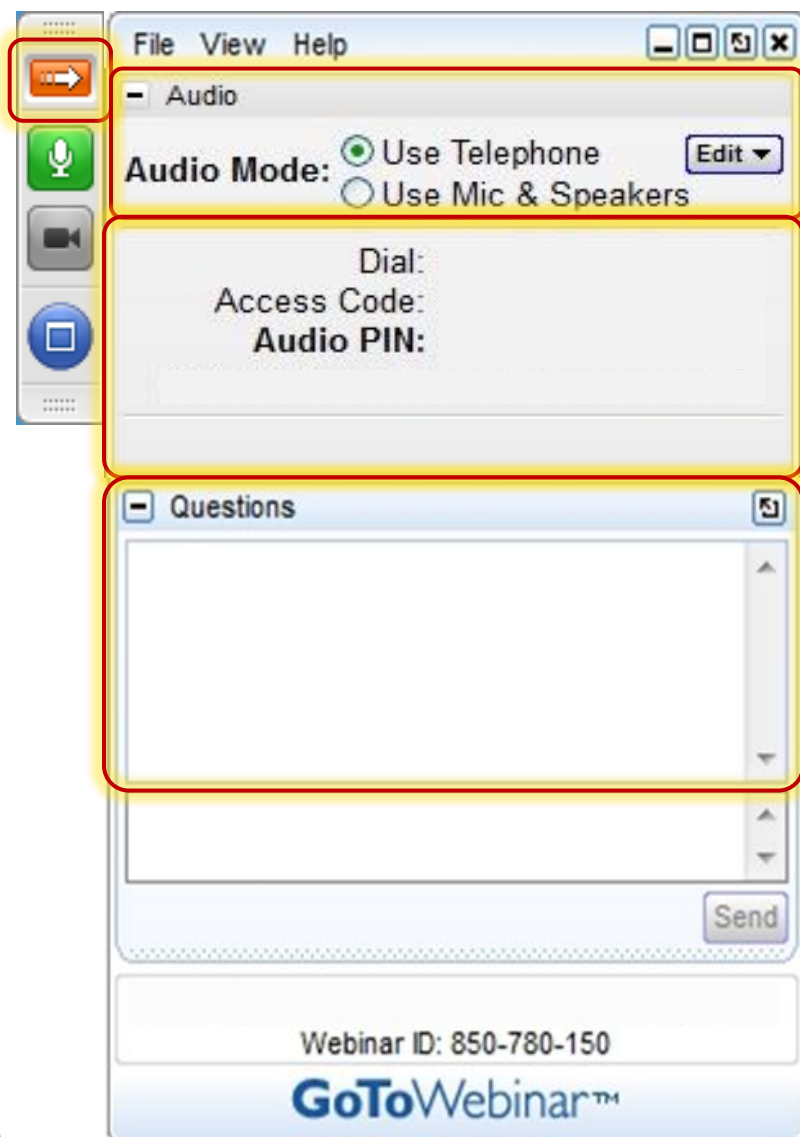 File View Help
Audio
Audio Mode: Use Telephone Edit
Use Mic & Speakers
Dial:
Access Code:
Audio PIN:
Questions
Send
Webinar ID: 850-780-150
GoToWebinar™